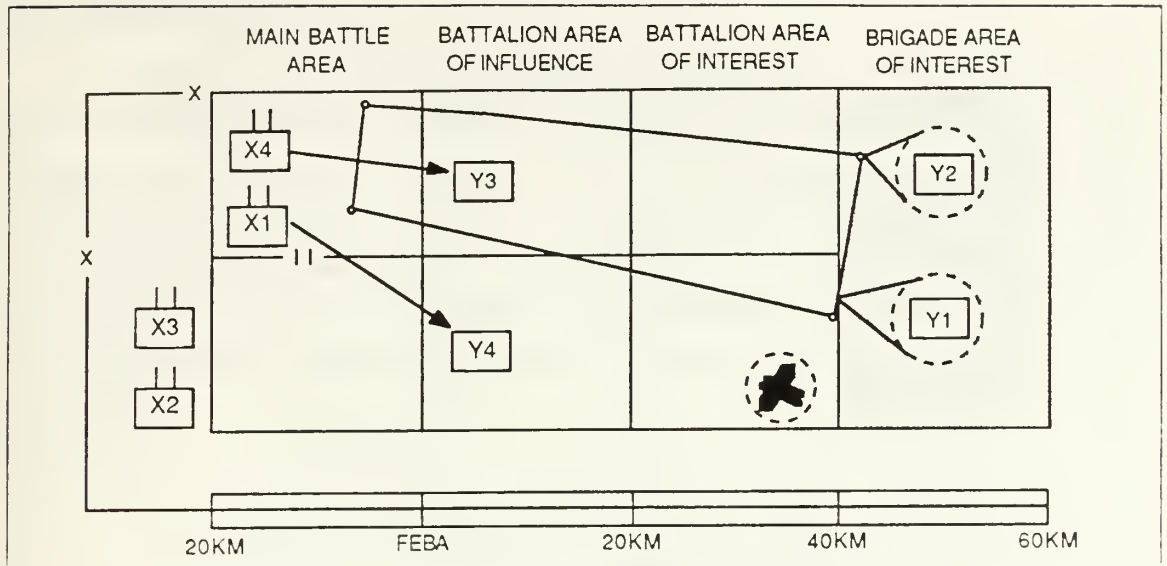 MAIN BATTLE
AREA
BATTALION AREA
OF INFLUENCE
BATTALION AREA
OF INTEREST
BRIGADE AREA
OF INTEREST
X
X4
Y3
Y2
X1
X
I I
X3
Y4
Y1
X2
20KM
FEBA
20KM
40KM
60KM